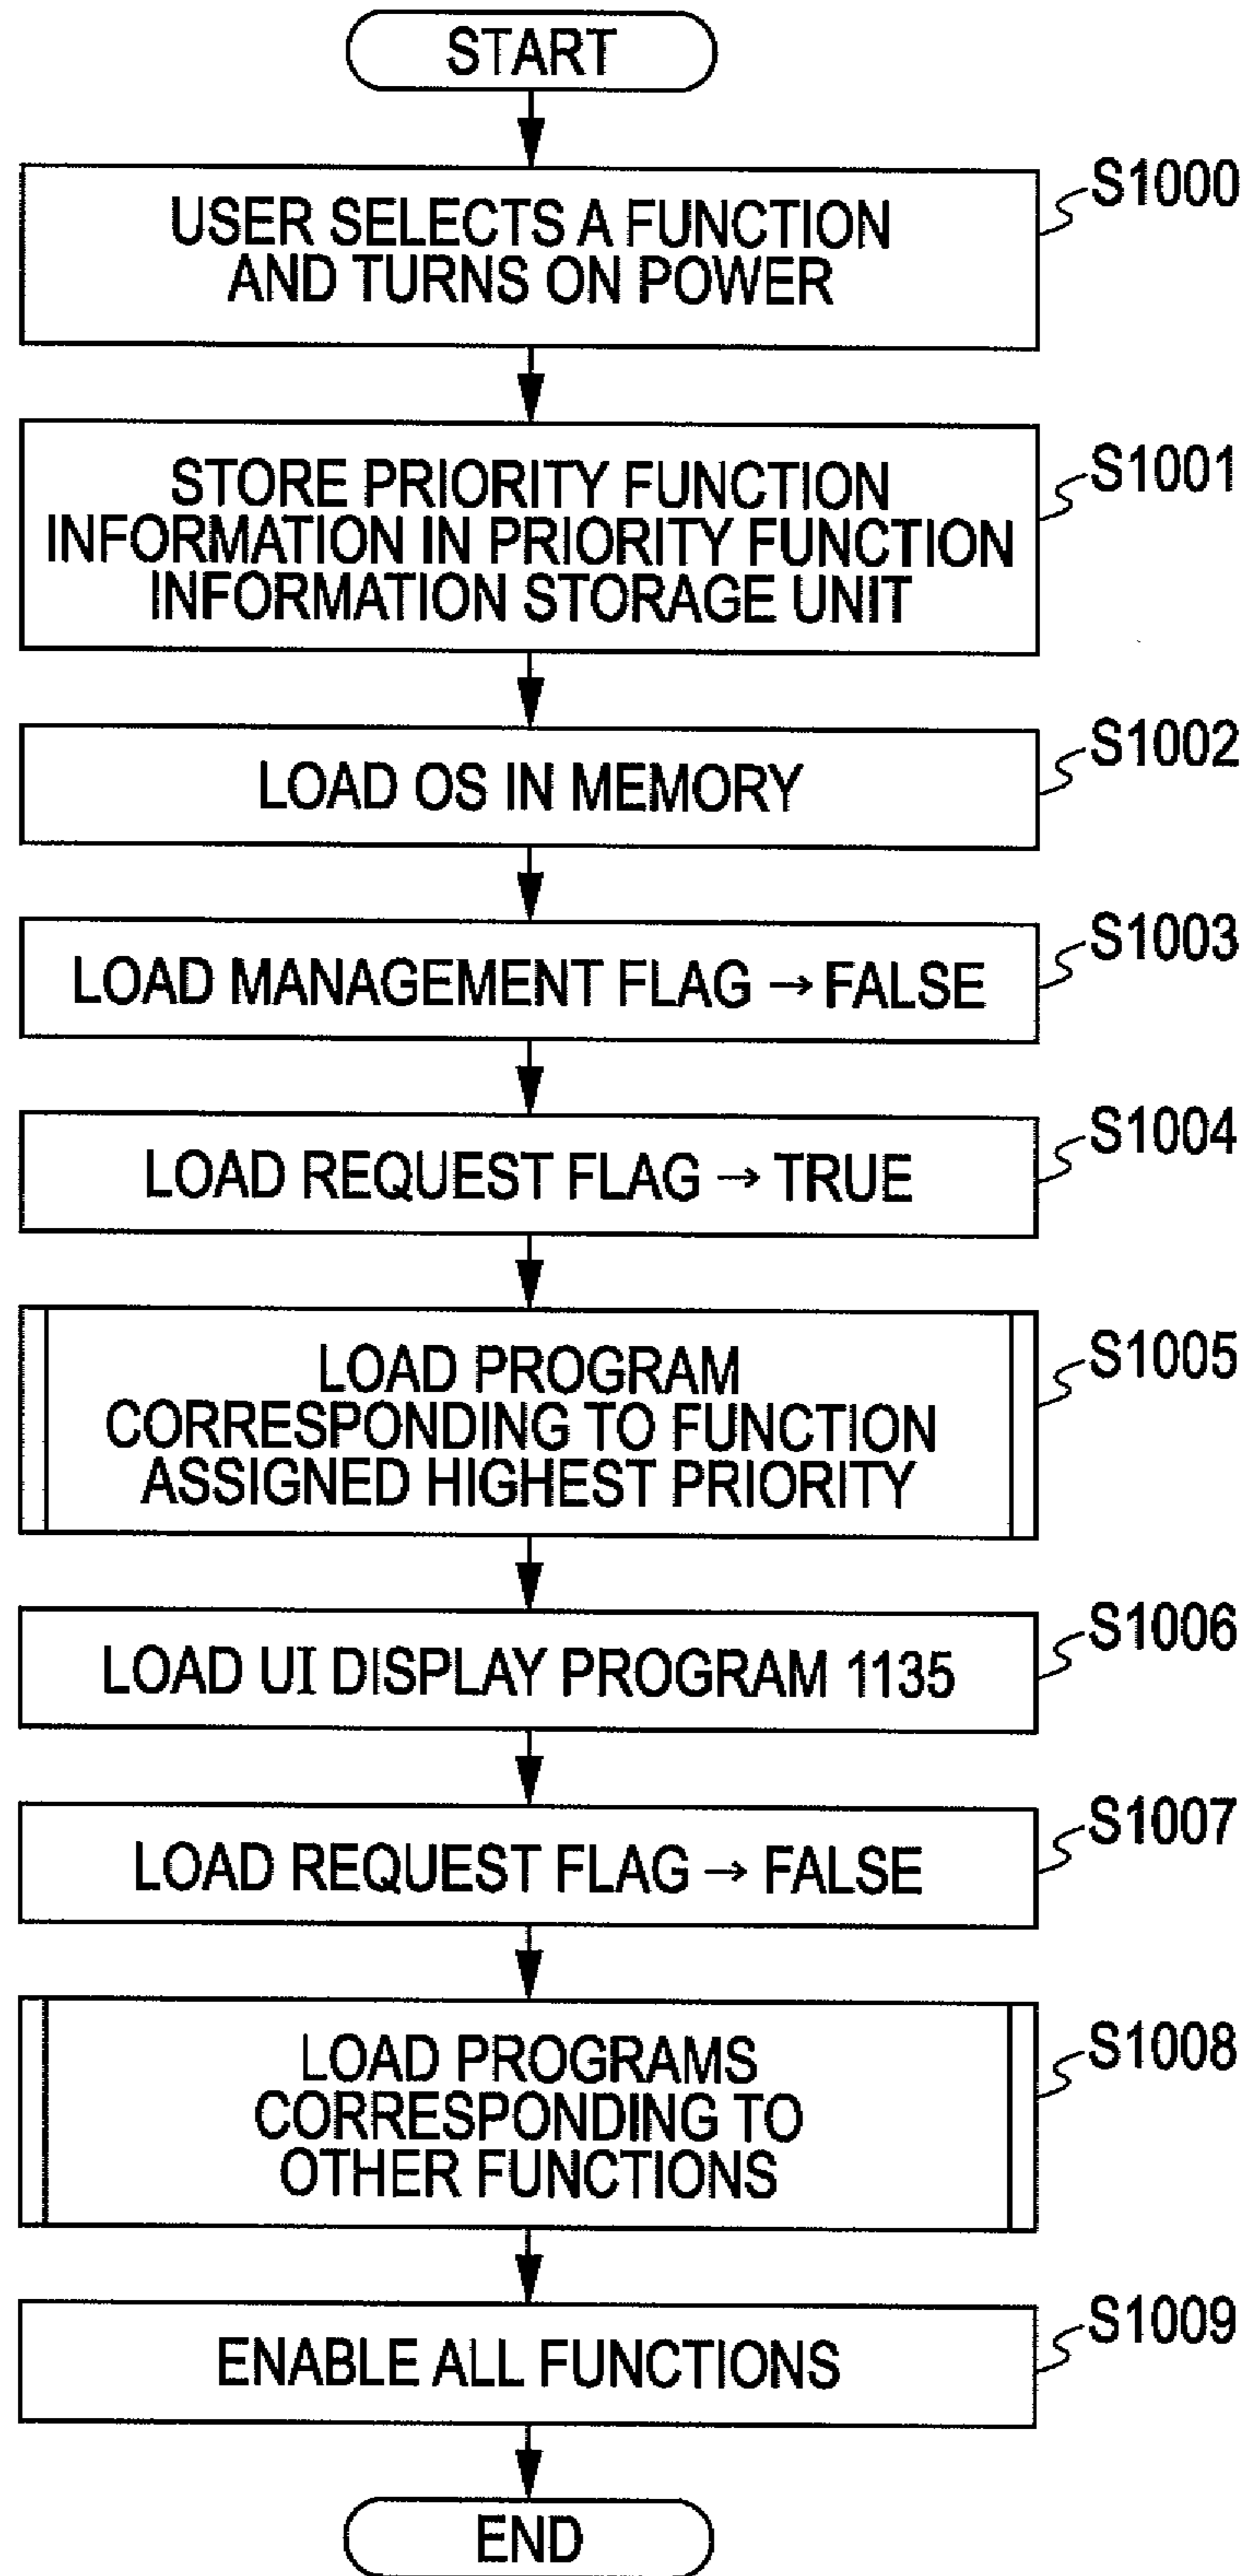 START
USER SELECTS A FUNCTION
AND TURNS ON POWER
S1000
STORE PRIORITY FUNCTION
INFORMATION IN PRIORITY FUNCTION
INFORMATION STORAGE UNIT
S1001
LOAD OS IN MEMORY
S1002
LOAD MANAGEMENT FLAG → FALSE
S1003
LOAD REQUEST FLAG → TRUE
S1004
LOAD PROGRAM
CORRESPONDING TO FUNCTION
ASSIGNED HIGHEST PRIORITY
S1005
LOAD UI DISPLAY PROGRAM 1135
S1006
LOAD REQUEST FLAG → FALSE
S1007
LOAD PROGRAMS
CORRESPONDING TO
OTHER FUNCTIONS
S1008
ENABLE ALL FUNCTIONS
S1009
END